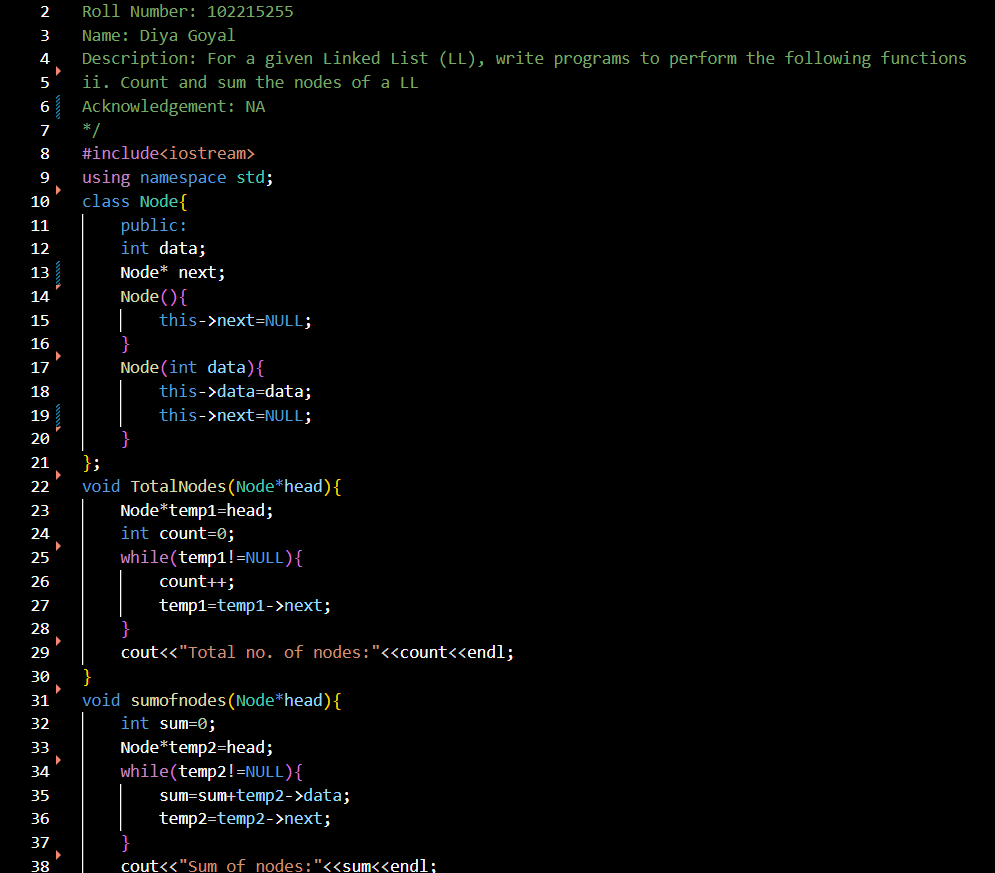 2 Roll Number: 102215255
3 Name: Diya Goyal
4 Description: For a given Linked List (LL), write programs to perform the following functions
5 ii. Count and sum the nodes of a LL
6 Acknowledgement: NA
7 */
8 #include<iostream>
9 using namespace std;
10 class Node{
11     public:
12     int data;
13     Node* next;
14     Node(){
15         this->next=NULL;
16     }
17     Node(int data){
18         this->data=data;
19         this->next=NULL;
20     }
21 };
22 void TotalNodes(Node*head){
23     Node*temp1=head;
24     int count=0;
25     while(temp1!=NULL){
26         count++;
27         temp1=temp1->next;
28     }
29     cout<<"Total no. of nodes:"<<count<<endl;
30 }
31 void sumofnodes(Node*head){
32     int sum=0;
33     Node*temp2=head;
34     while(temp2!=NULL){
35         sum=sum+temp2->data;
36         temp2=temp2->next;
37     }
38     cout<<"Sum of nodes:"<<sum<<endl;